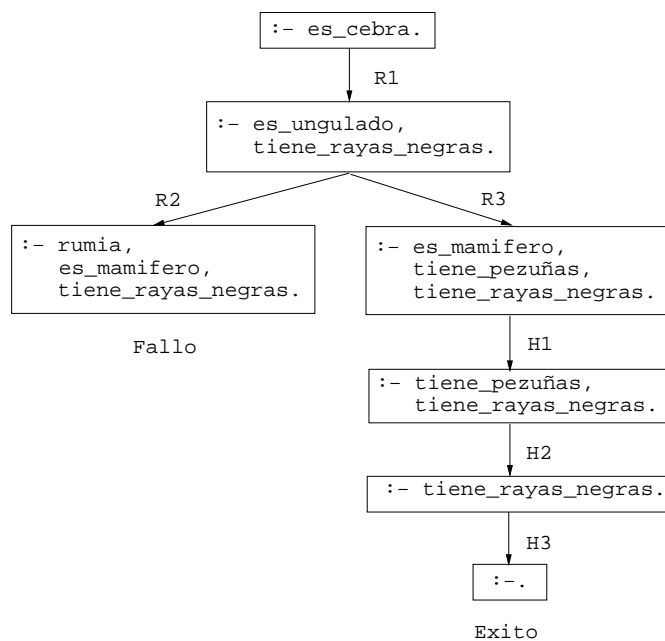 :- es_cebra.
R1
:- es_ungulado,
tiene_rayas_negras.
R2
R3
:- rumia,
es_mamifero,
tiene_rayas_negras.
Fallo
:- es_mamifero,
tiene_pezuñas,
tiene_rayas_negras.
H1
:- tiene_pezuñas,
tiene_rayas_negras.
H2
:- tiene_rayas_negras.
H3
:-.
Exito